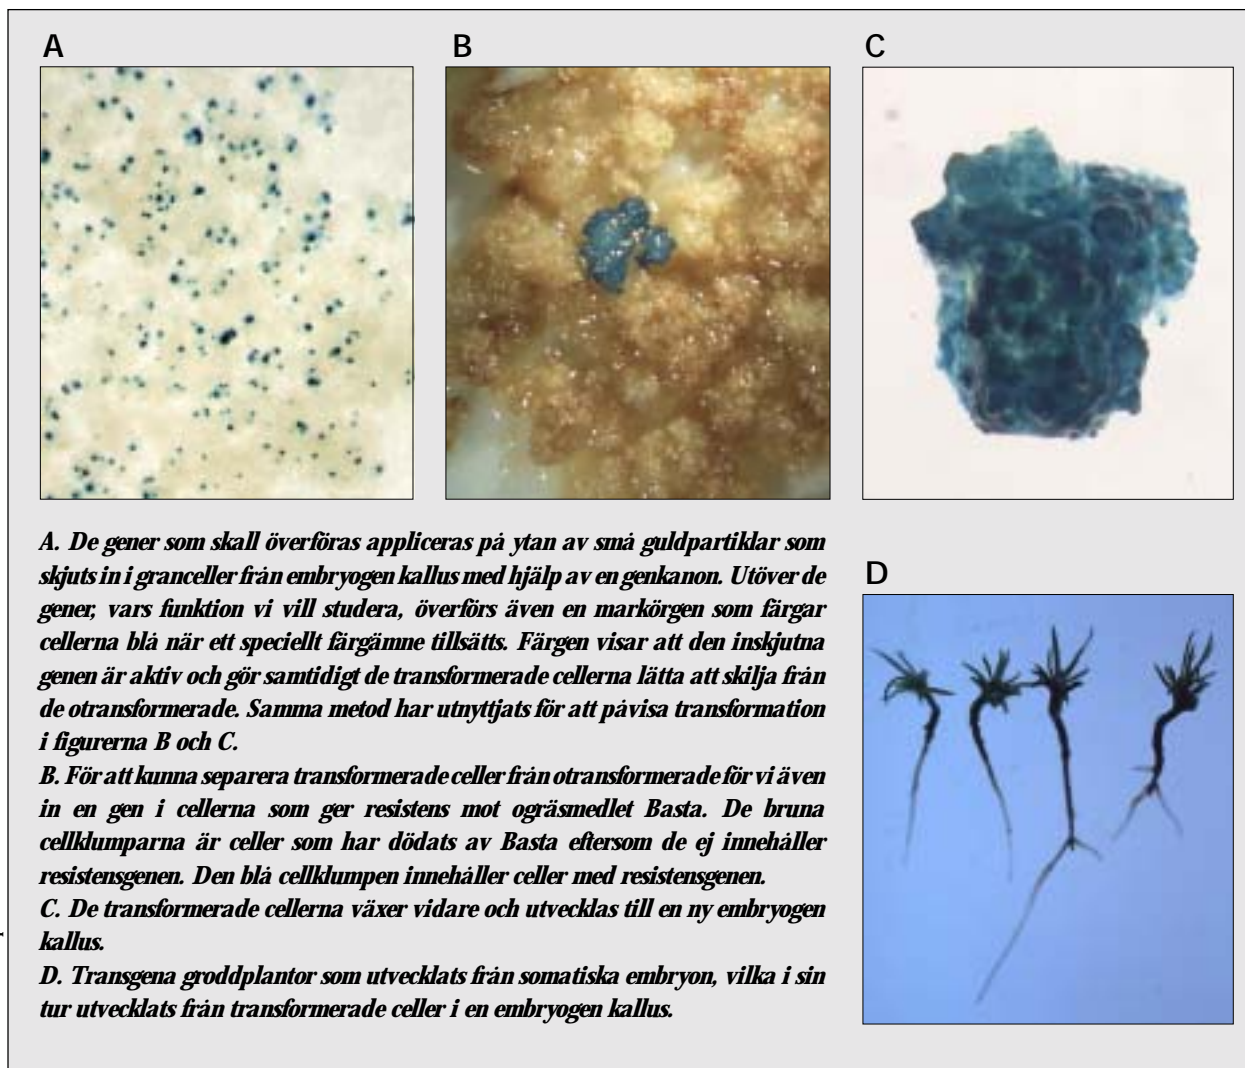 A
B
C
A. De gener som skall överföras appliceras på ytan av små guldpartiklar som
skjuts in i granceller från embryogen kallus med hjälp av en genkanon. Utöver de
gener, vars funktion vi vill studera, överförs även en markörgen som färgar
cellerna blå när ett speciellt färgämne tillsätts. Färgen visar att den inskjutna
genen är aktiv och gör samtidigt de transformerade cellerna lätta att skilja från
de otransformerade. Samma metod har utnyttjats för att påvisa transformation
i figurerna B och C.
B. För att kunna separera transformerade celler från otransformerade för vi även
in en gen i cellerna som ger resistens mot ogräsmedlet Basta. De bruna
cellklumparna är celler som har dödats av Basta eftersom de ej innehåller
resistensgenen. Den blå cellklumpen innehåller celler med resistensgenen.
C. De transformerade cellerna växer vidare och utvecklas till en ny embryogen
kallus.
D. Transgena groddplantor som utvecklats från somatiska embryon, vilka i sin
tur utvecklats från transformerade celler i en embryogen kallus.
D